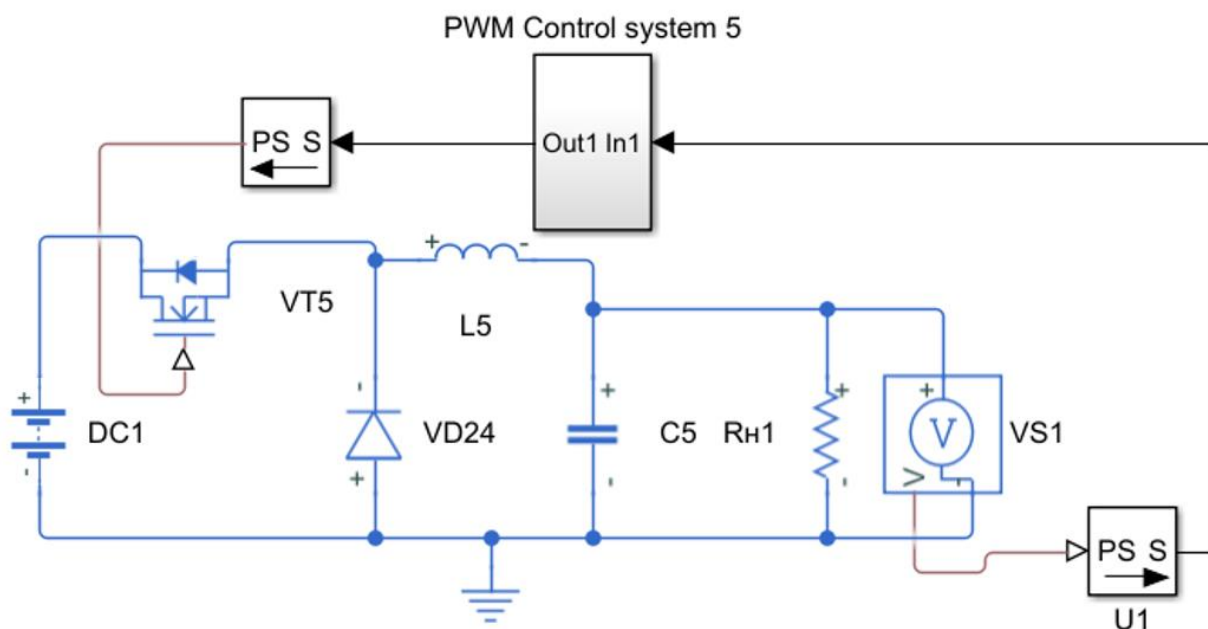 PWM Control system 5
PS S
Out1 In1
+ -
VT5
L5
-
+ + +
DC1
VD24
C5
Rн1
V
VS1
-
+
-
-
V
-
PS S
U1